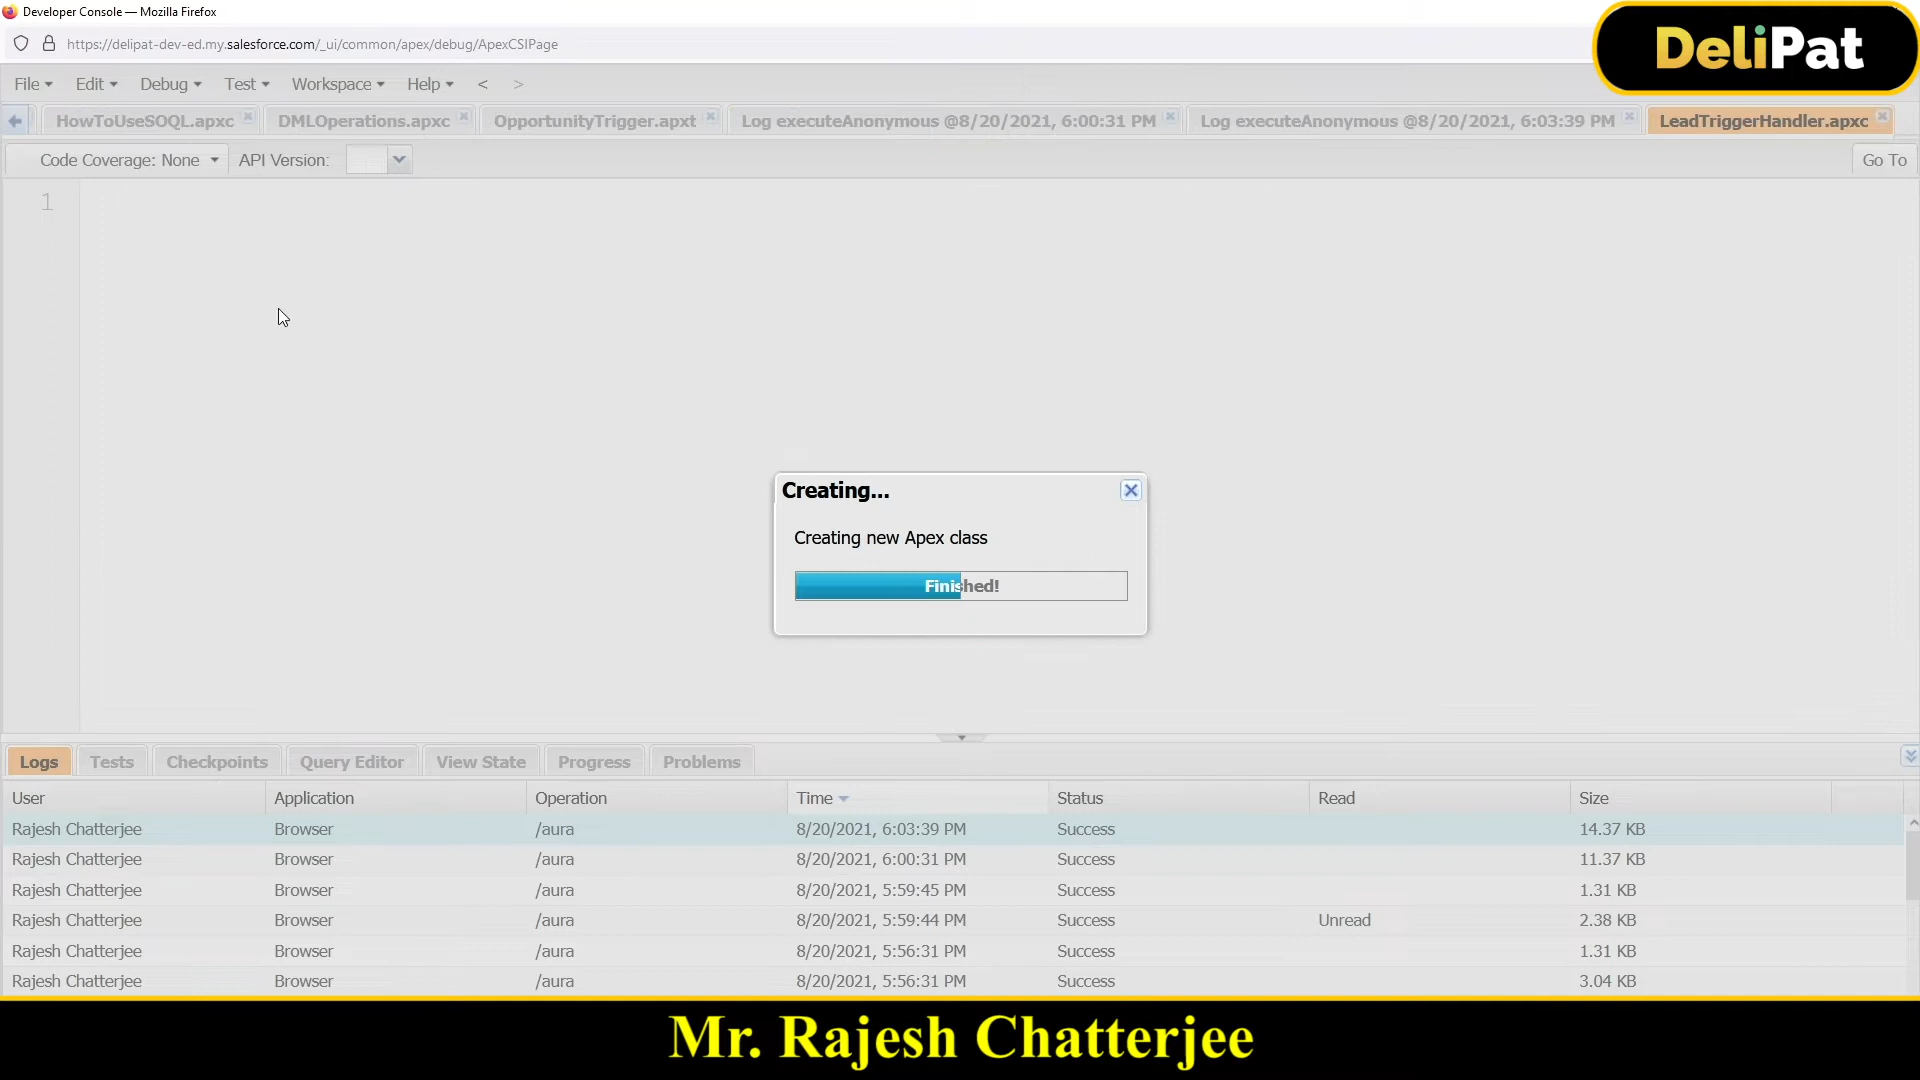 Developer Console — Mozilla Firefox
https://delipat-dev-ed.my.salesforce.com/_ui/common/apex/debug/ApexCSIPage
DeliPat
File Edit Debug Test Workspace Help < >
HowToUseSOQL.apxc DMLOperations.apxc OpportunityTrigger.apxt Log executeAnonymous @8/20/2021, 6:00:31 PM Log executeAnonymous @8/20/2021, 6:03:39 PM LeadTriggerHandler.apxc
Code Coverage: None API Version: Go To
1
Creating...
Creating new Apex class
Finished!
Logs Tests Checkpoints Query Editor View State Progress Problems
User Application Operation Time Status Read Size
Rajesh Chatterjee Browser /aura 8/20/2021, 6:03:39 PM Success 14.37 KB
Rajesh Chatterjee Browser /aura 8/20/2021, 6:00:31 PM Success 11.37 KB
Rajesh Chatterjee Browser /aura 8/20/2021, 5:59:45 PM Success 1.31 KB
Rajesh Chatterjee Browser /aura 8/20/2021, 5:59:44 PM Success Unread 2.38 KB
Rajesh Chatterjee Browser /aura 8/20/2021, 5:56:31 PM Success 1.31 KB
Rajesh Chatterjee Browser /aura 8/20/2021, 5:56:31 PM Success 3.04 KB
Mr. Rajesh Chatterjee